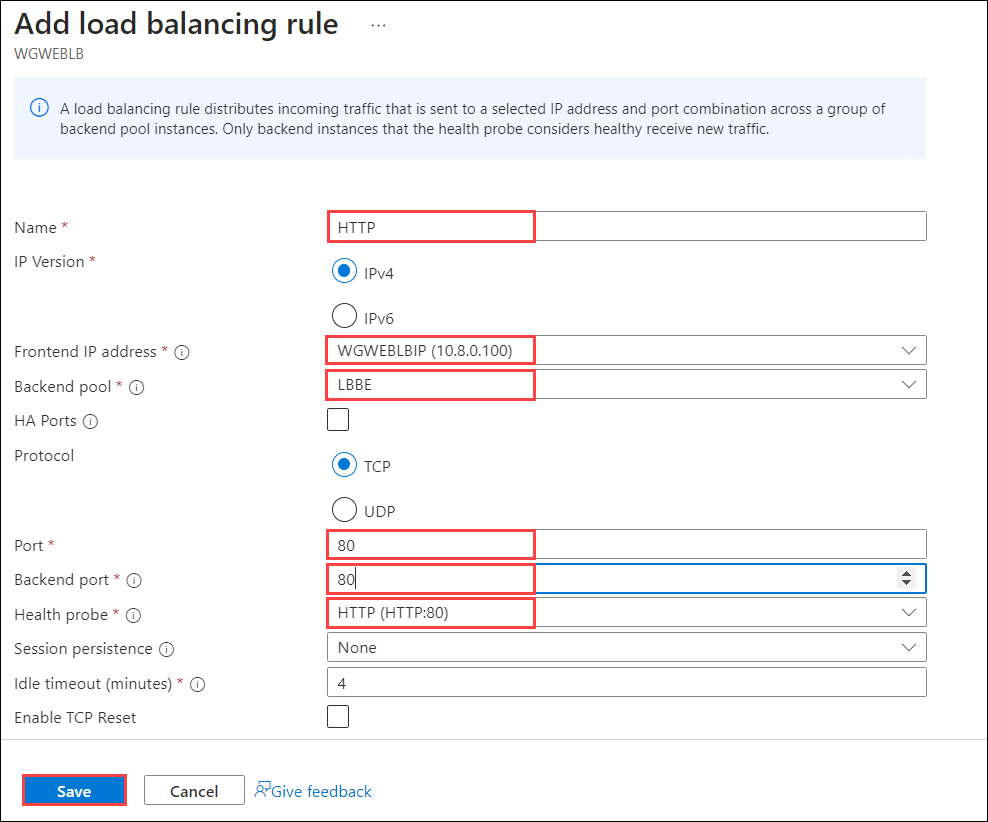 Add load balancing rule ...
WGWEBLB
A load balancing rule distributes incoming traffic that is sent to a selected IP address and port combination across a group of
backend pool instances. Only backend instances that the health probe considers healthy receive new traffic.
Name * HTTP
IP Version * IPv4
IPv6
Frontend IP address * WGWEBLBIP (10.8.0.100)
Backend pool * LBBE
HA Ports
Protocol TCP
UDP
Port * 80
Backend port * 80
Health probe * HTTP (HTTP:80)
Session persistence None
Idle timeout (minutes) * 4
Enable TCP Reset
Save Cancel Give feedback